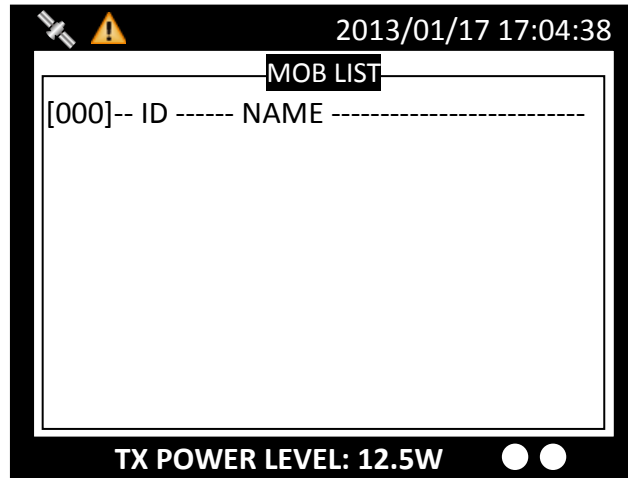 2013/01/17 17:04:38
MOB LIST
[000]-- ID ------ NAME --------------------------
TX POWER LEVEL: 12.5W